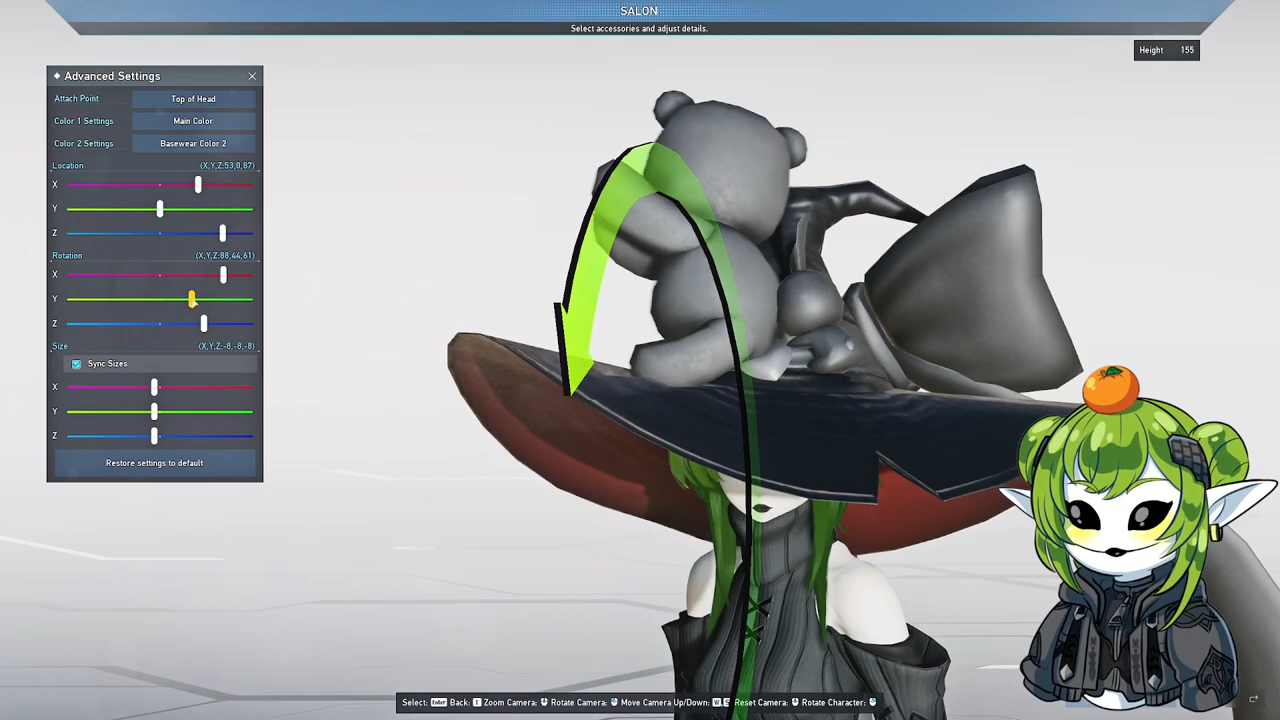 SALON
Select accessories and adjust details.
Height 155
Advanced Settings
Attach Point Top of Head
Color 1 Settings Main Color
Color 2 Settings Basewear Color 2
Location (X,Y,Z:53,0,87)
X
Y
Z
Rotation (X,Y,Z:88,44,61)
X
Y
Z
Size (X,Y,Z:-8,-8,-8)
Sync Sizes
X
Y
Z
Restore settings to default
Select: Enter Back: Zoom Camera: Rotate Camera: Move Camera Up/Down: Reset Camera: Rotate Character: